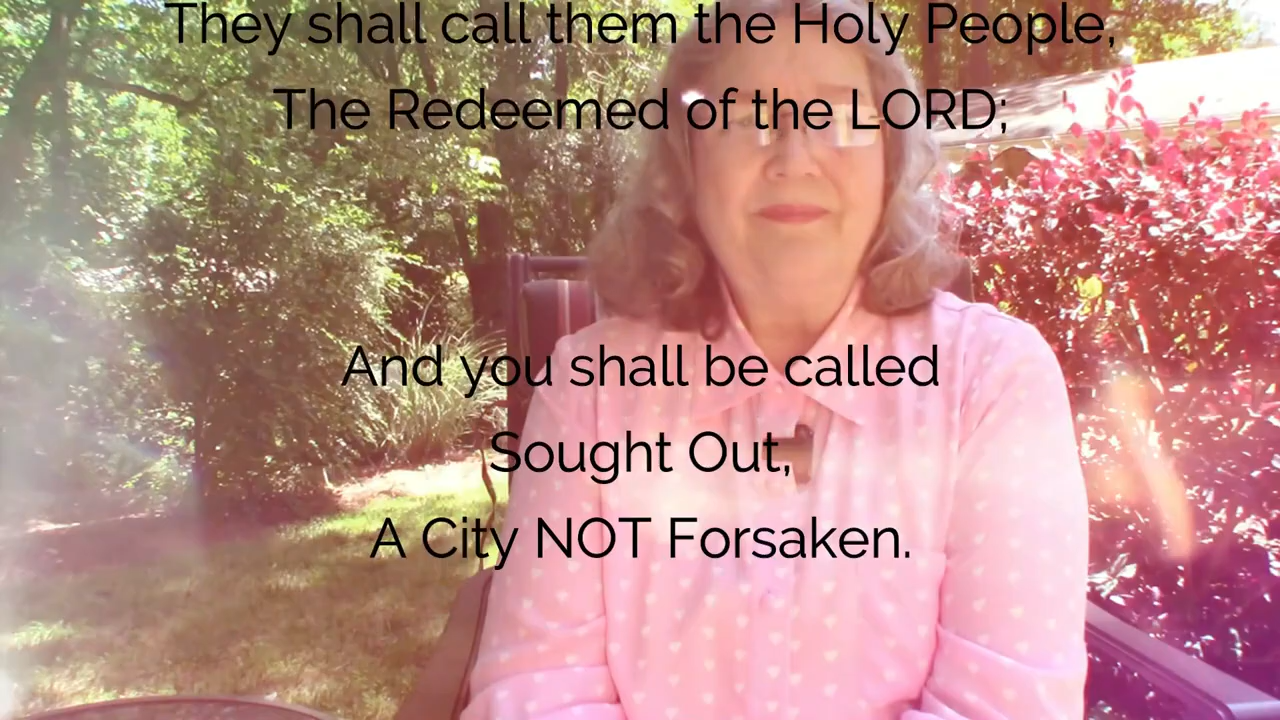 They shall call them the Holy People,
The Redeemed of the LORD;
And you shall be called
Sought Out,
A City NOT Forsaken.